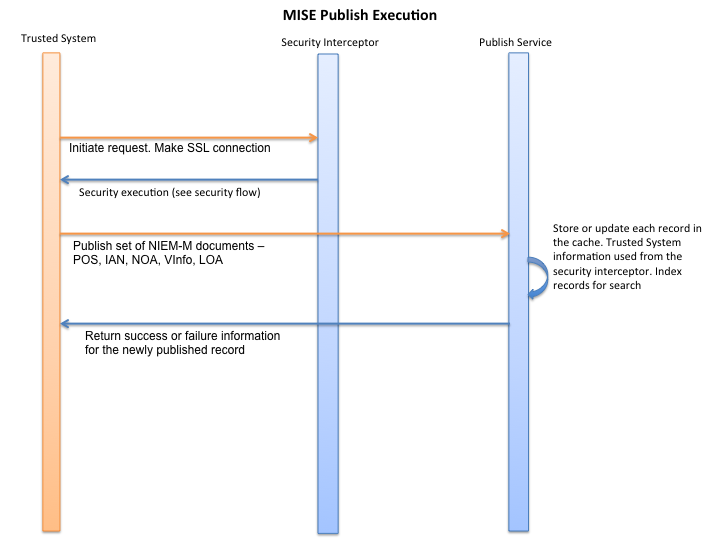 MISE Publish Execution
Trusted System
Security Interceptor
Publish Service
Initiate request. Make SSL connection
Security execution (see security flow)
Publish set of NIEM-M documents –
POS, IAN, NOA, VInfo, LOA
Store or update each record in
the cache. Trusted System
information used from the
security interceptor. Index
records for search
Return success or failure information
for the newly published record